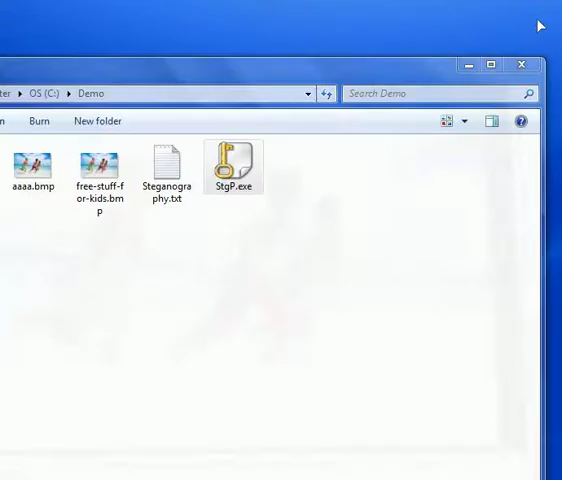 ter ▸ OS (C:) ▸ Demo
Search Demo
n Burn New folder
aaaa.bmp
free-stuff-f
or-kids.bm
p
Steganogra
phy.txt
StgP.exe